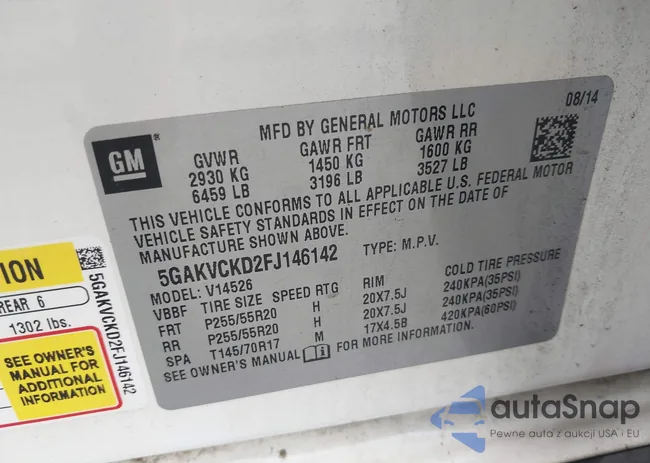 08/14
MFD BY GENERAL MOTORS LLC
GM
GVWR GAWR FRT GAWR RR
2930 KG 1450 KG 1600 KG
6459 LB 3196 LB 3527 LB
THIS VEHICLE CONFORMS TO ALL APPLICABLE U.S. FEDERAL MOTOR
VEHICLE SAFETY STANDARDS IN EFFECT ON THE DATE OF
MANUFACTURE SHOWN ABOVE.
5GAKVCKD2FJ146142 TYPE: M.P.V.
MODEL: V14526
VBBF TIRE SIZE SPEED RTG RIM COLD TIRE PRESSURE
FRT P255/55R20 H 20X7.5J 240KPA(35PSI)
RR P255/55R20 H 20X7.5J 240KPA(35PSI)
SPA T145/70R17 M 17X4.5B 420KPA(60PSI)
SEE OWNER'S MANUAL FOR MORE INFORMATION.
REAR 6
1302 lbs.
SEE OWNER'S
MANUAL FOR
ADDITIONAL
INFORMATION
5GAKVCKD2FJ146142
autaSnap
Pewne auta z aukcji USA i EU